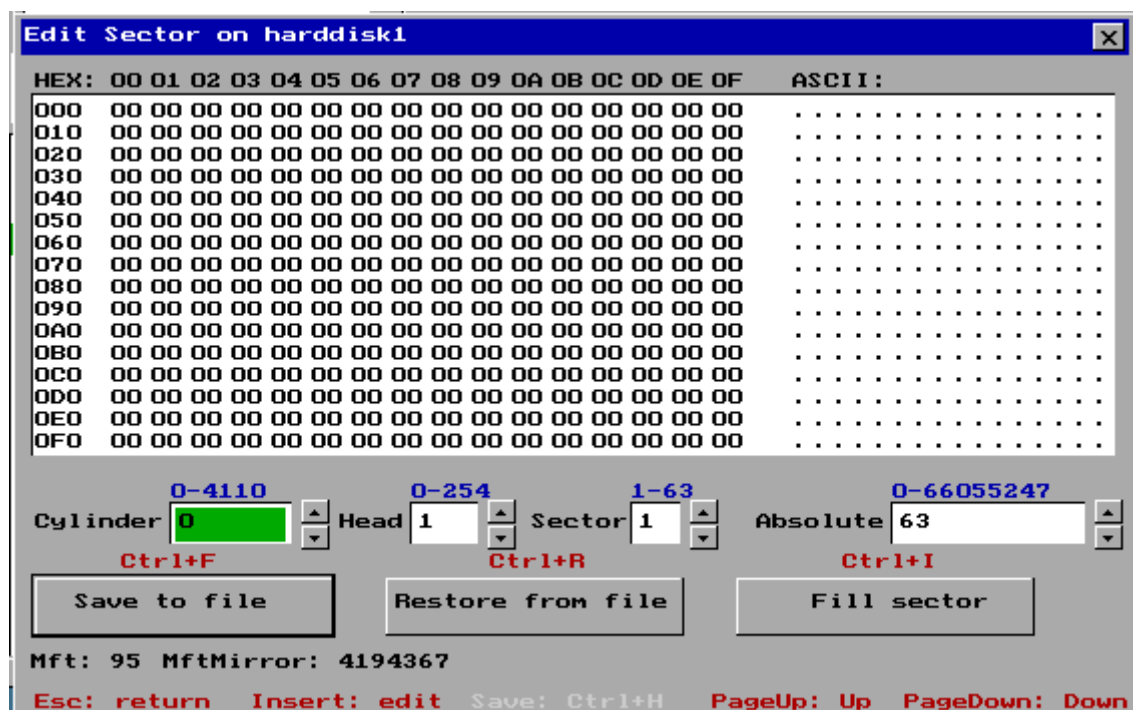 Edit Sector on harddisk1
HEX: 00 01 02 03 04 05 06 07 08 09 0A 0B 0C 0D 0E 0F ASCII:
000 00 00 00 00 00 00 00 00 00 00 00 00 00 00 00 00 ................
010 00 00 00 00 00 00 00 00 00 00 00 00 00 00 00 00 ................
020 00 00 00 00 00 00 00 00 00 00 00 00 00 00 00 00 ................
030 00 00 00 00 00 00 00 00 00 00 00 00 00 00 00 00 ................
040 00 00 00 00 00 00 00 00 00 00 00 00 00 00 00 00 ................
050 00 00 00 00 00 00 00 00 00 00 00 00 00 00 00 00 ................
060 00 00 00 00 00 00 00 00 00 00 00 00 00 00 00 00 ................
070 00 00 00 00 00 00 00 00 00 00 00 00 00 00 00 00 ................
080 00 00 00 00 00 00 00 00 00 00 00 00 00 00 00 00 ................
090 00 00 00 00 00 00 00 00 00 00 00 00 00 00 00 00 ................
0A0 00 00 00 00 00 00 00 00 00 00 00 00 00 00 00 00 ................
0B0 00 00 00 00 00 00 00 00 00 00 00 00 00 00 00 00 ................
0C0 00 00 00 00 00 00 00 00 00 00 00 00 00 00 00 00 ................
0D0 00 00 00 00 00 00 00 00 00 00 00 00 00 00 00 00 ................
0E0 00 00 00 00 00 00 00 00 00 00 00 00 00 00 00 00 ................
0F0 00 00 00 00 00 00 00 00 00 00 00 00 00 00 00 00 ................
0-4110 0-254 1-63 0-66055247
Cylinder 0 Head 1 Sector 1 Absolute 63
Ctrl+F Ctrl+R Ctrl+I
Save to file Restore from file Fill sector
Mft: 95 MftMirror: 4194367
Esc: return Insert: edit Save: Ctrl+H PageUp: Up PageDown: Down